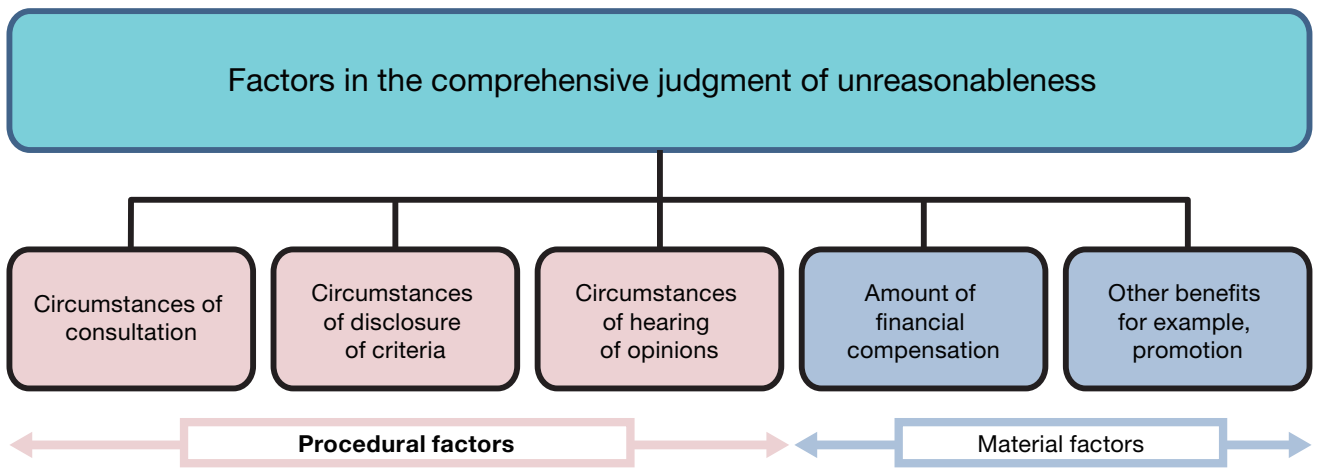 Factors in the comprehensive judgment of unreasonableness
Circumstances of
consultation
Circumstances
of disclosure
of criteria
Circumstances
of hearing
of opinions
Amount of
financial
compensation
Other benefits
for example,
promotion
Procedural factors
Material factors